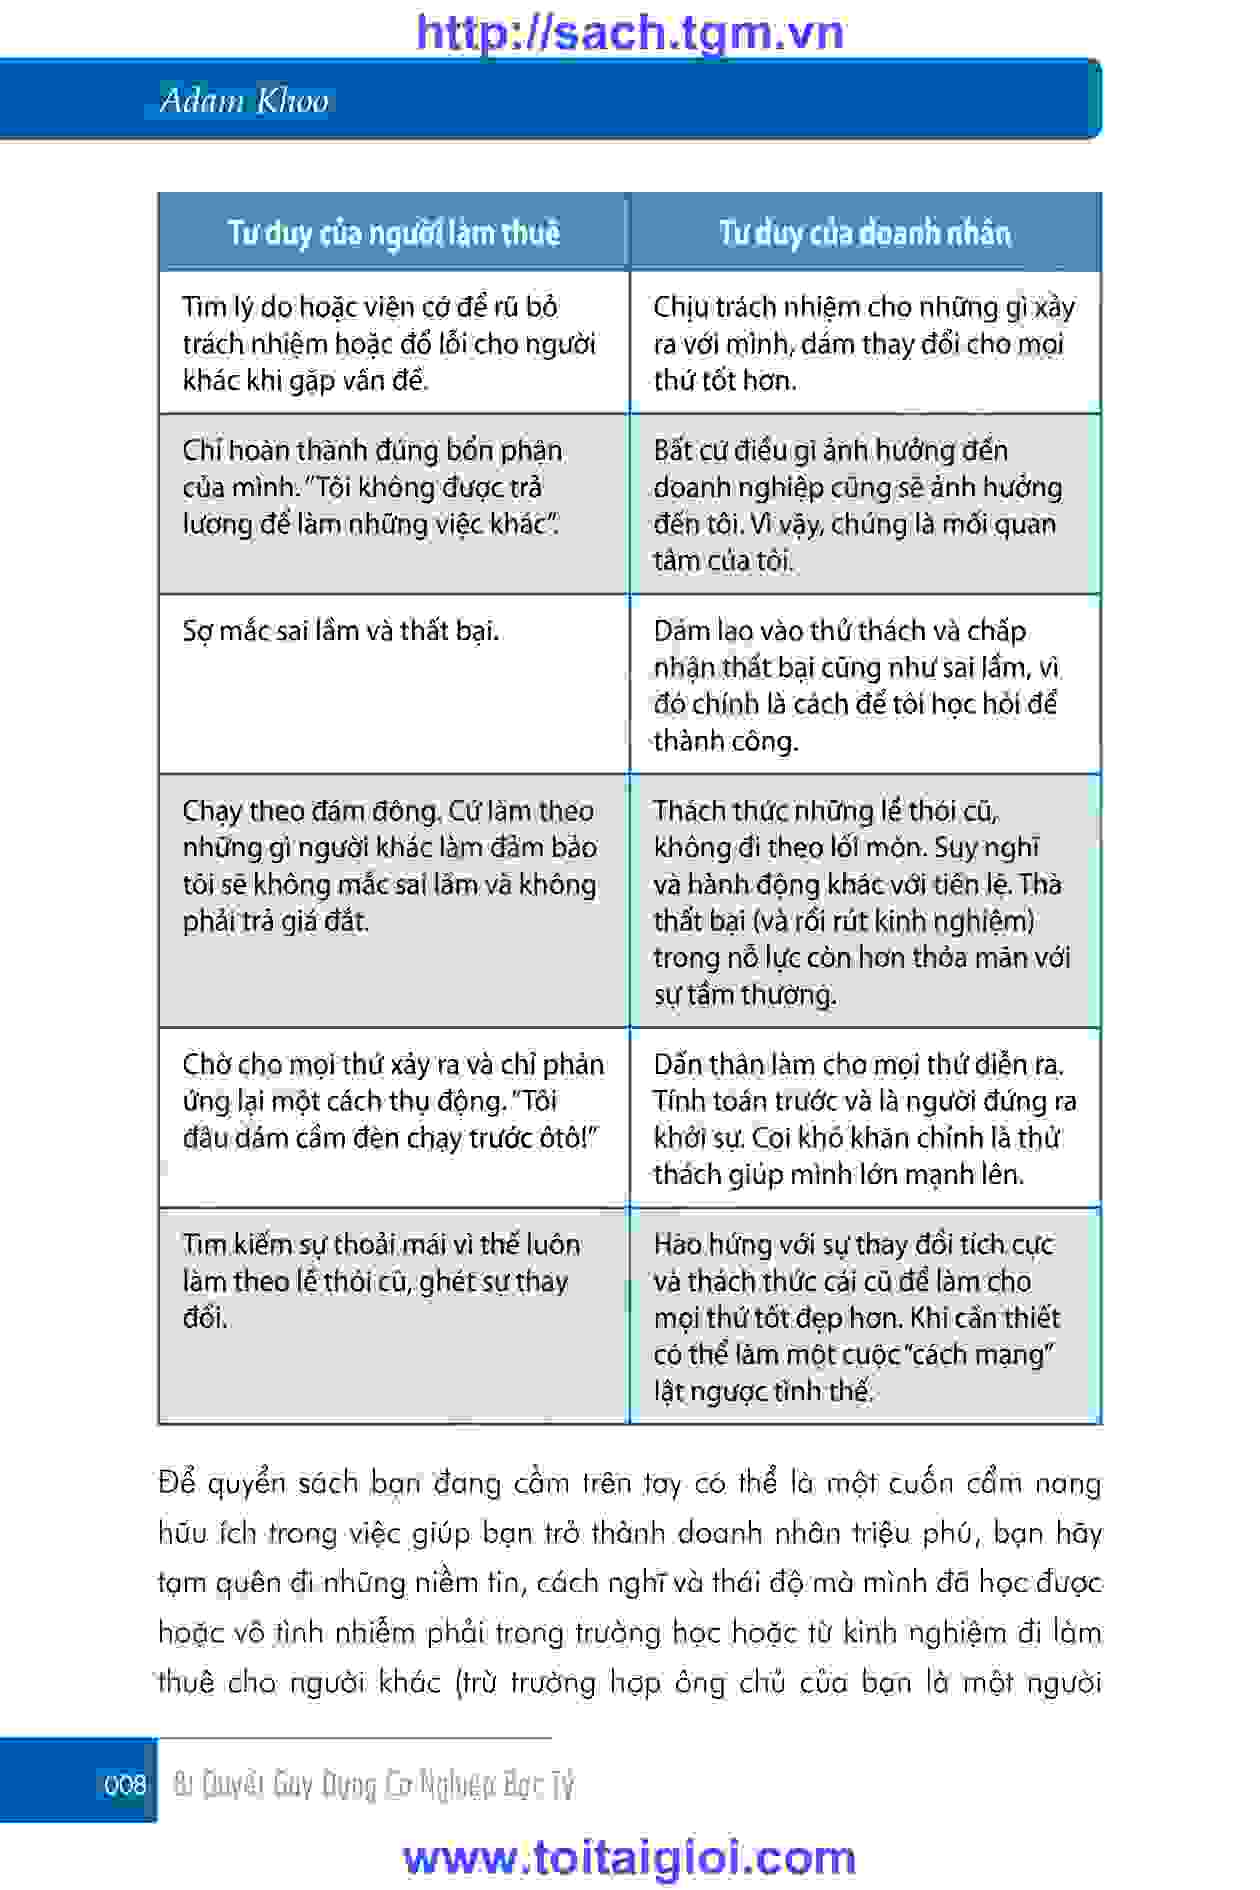 http://sach.tgm.vn
Adam Khoo
Tư duy của người làm thuê
Tư duy của doanh nhân
Tìm lý do hoặc viện cớ để rũ bỏ
trách nhiệm hoặc đổ lỗi cho người
khác khi gặp vấn đề.
Chịu trách nhiệm cho những gì xảy
ra với mình, dám thay đổi cho mọi
thứ tốt hơn.
Chỉ hoàn thành đúng bổn phận
của mình. “Tôi không được trả
lương để làm những việc khác”.
Bất cứ điều gì ảnh hưởng đến
doanh nghiệp cũng sẽ ảnh hưởng
đến tôi. Vì vậy, chúng là mối quan
tâm của tôi.
Sợ mắc sai lầm và thất bại.
Dám lao vào thử thách và chấp
nhận thất bại cũng như sai lầm, vì
đó chính là cách để tôi học hỏi để
thành công.
Chạy theo đám đông. Cứ làm theo
những gì người khác làm đảm bảo
tôi sẽ không mắc sai lầm và không
phải trả giá đắt.
Thách thức những lề thói cũ,
không đi theo lối mòn. Suy nghĩ
và hành động khác với tiền lệ. Thà
thất bại (và rồi rút kinh nghiệm)
trong nỗ lực còn hơn thỏa mãn với
sự tầm thường.
Chờ cho mọi thứ xảy ra và chỉ phản
ứng lại một cách thụ động. “Tôi
đâu dám cầm đèn chạy trước ôtô!”
Dấn thân làm cho mọi thứ diễn ra.
Tính toán trước và là người đứng ra
khởi sự. Coi khó khăn chính là thử
thách giúp mình lớn mạnh lên.
Tìm kiếm sự thoải mái vì thế luôn
làm theo lề thói cũ, ghét sự thay
đổi.
Hào hứng với sự thay đổi tích cực
và thách thức cái cũ để làm cho
mọi thứ tốt đẹp hơn. Khi cần thiết
có thể làm một cuộc “cách mạng”
lật ngược tình thế.
Để quyển sách bạn đang cầm trên tay có thể là một cuốn cẩm nang
hữu ích trong việc giúp bạn trở thành doanh nhân triệu phú, bạn hãy
tạm quên đi những niềm tin, cách nghĩ và thái độ mà mình đã học được
hoặc vô tình nhiễm phải trong trường học hoặc từ kinh nghiệm đi làm
thuê cho người khác (trừ trường hợp ông chủ của bạn là một người
008 Bí Quyết Gây Dựng Cơ Nghiệp Bạc Tỷ
www.toitaigioi.com